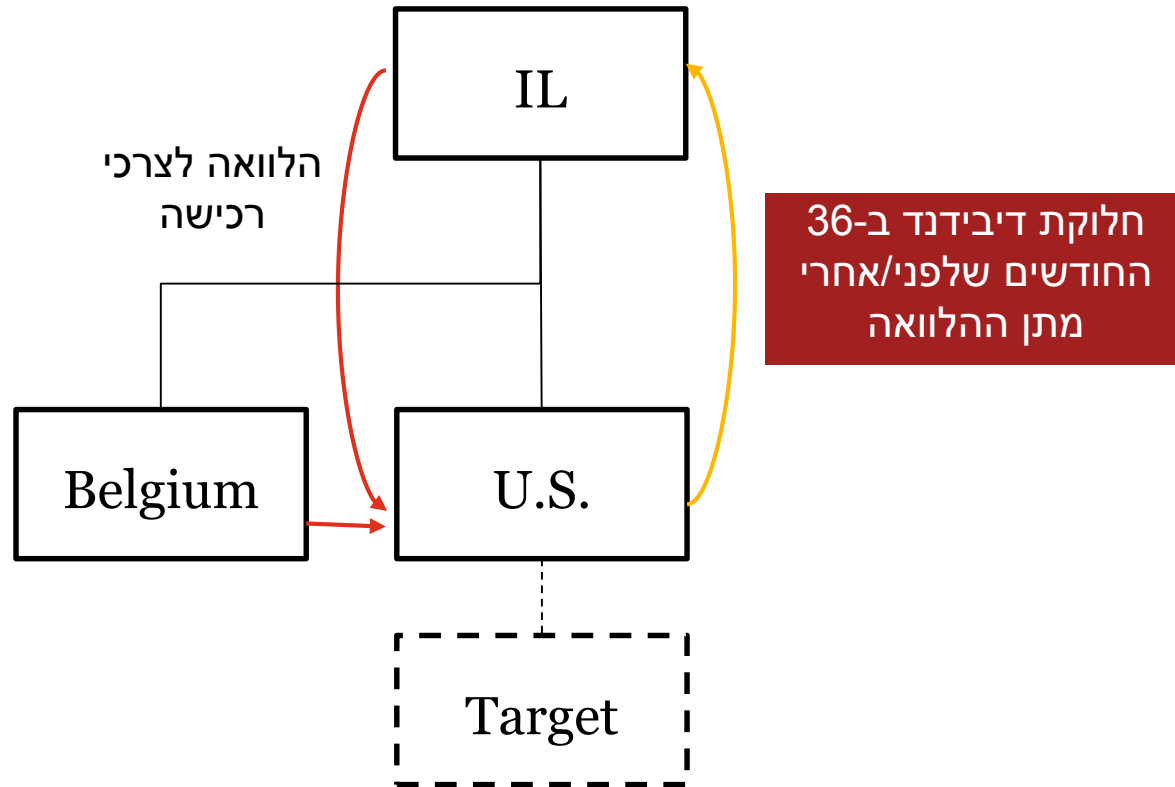 IL
הלוואה לצרכי
רכישה
חלוקת דיבידנד ב-36
החודשים שלפני/אחרי
מתן ההלוואה
Belgium
U.S.
Target